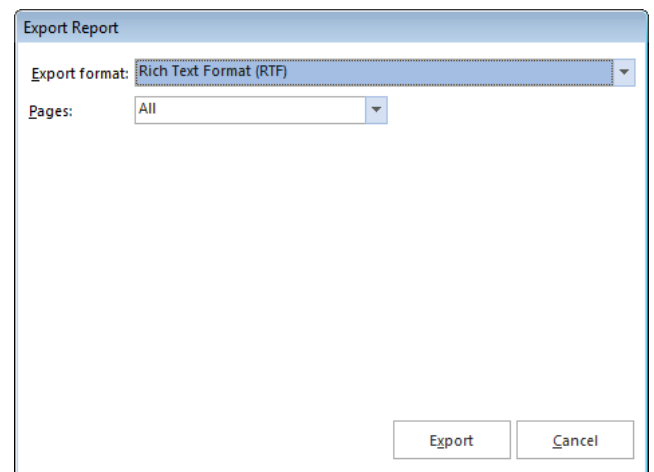 Export Report
Export format: Rich Text Format (RTF)
Pages: All
Export Cancel